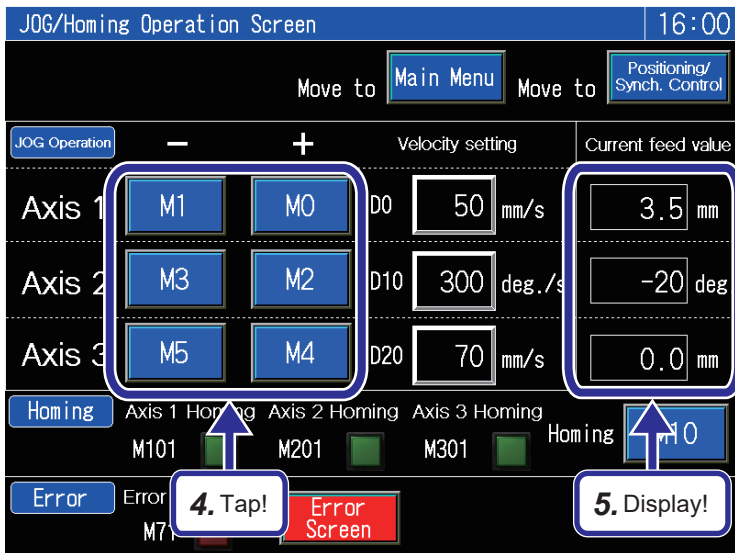 JOG/Homing Operation Screen 16:00
Move to Main Menu Move to Positioning/
Synch. Control
JOG Operation − + Velocity setting Current feed value
Axis 1 M1 M0 D0 50 mm/s 3.5 mm
Axis 2 M3 M2 D10 300 deg./s -20 deg
Axis 3 M5 M4 D20 70 mm/s 0.0 mm
Homing Axis 1 Homing Axis 2 Homing Axis 3 Homing
M101 M201 M301 Homing M10
4. Tap! 5. Display!
Error Error Error
Screen
M71